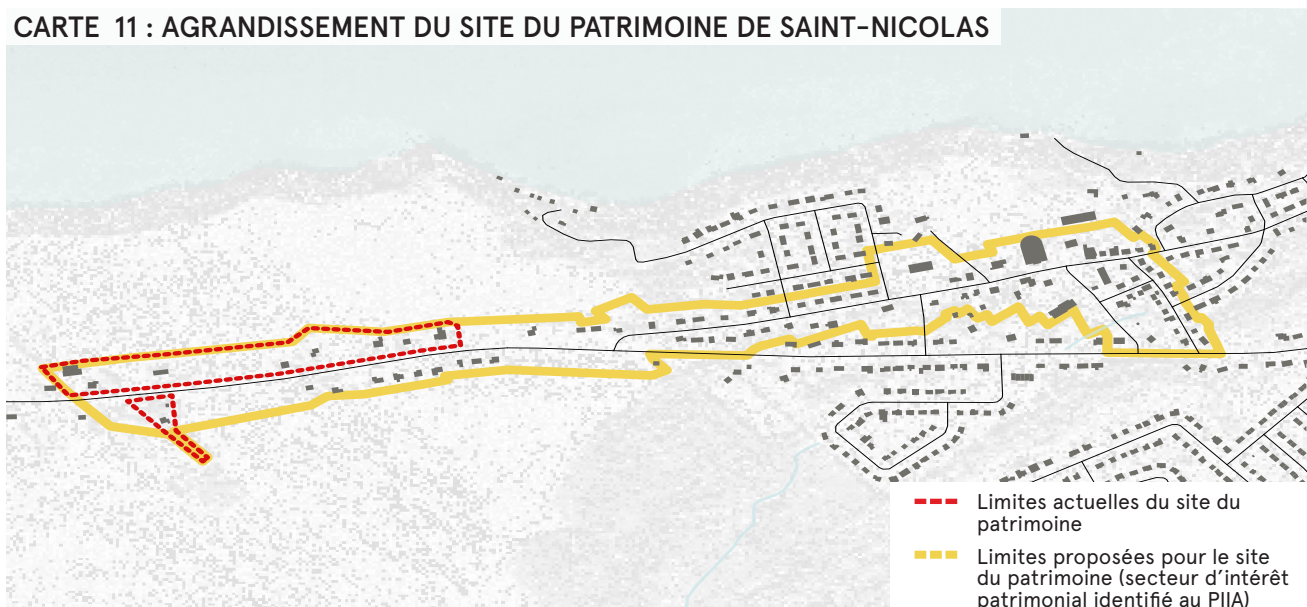 CARTE 11 : AGRANDISSEMENT DU SITE DU PATRIMOINE DE SAINT-NICOLAS
Limites actuelles du site du
patrimoine
Limites proposées pour le site
du patrimoine (secteur d'intérêt
patrimonial identifié au PIIA)